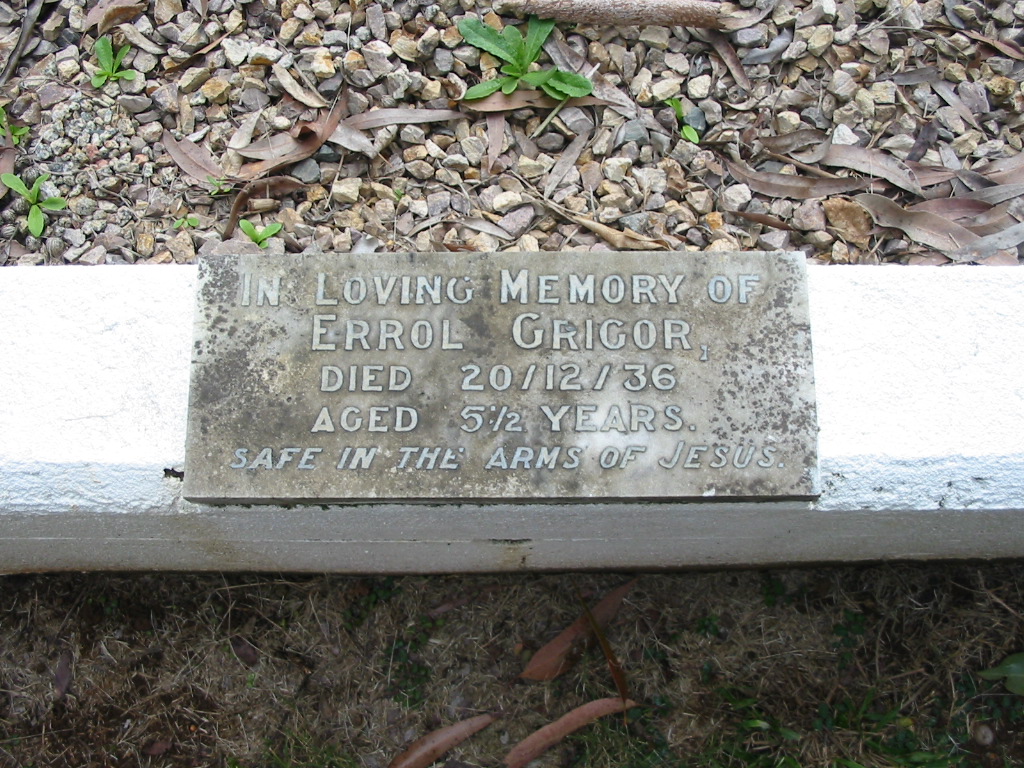 IN LOVING MEMORY OF
ERROL GRIGOR,
DIED 20/12/36
AGED 5½ YEARS.
SAFE IN THE ARMS OF JESUS.